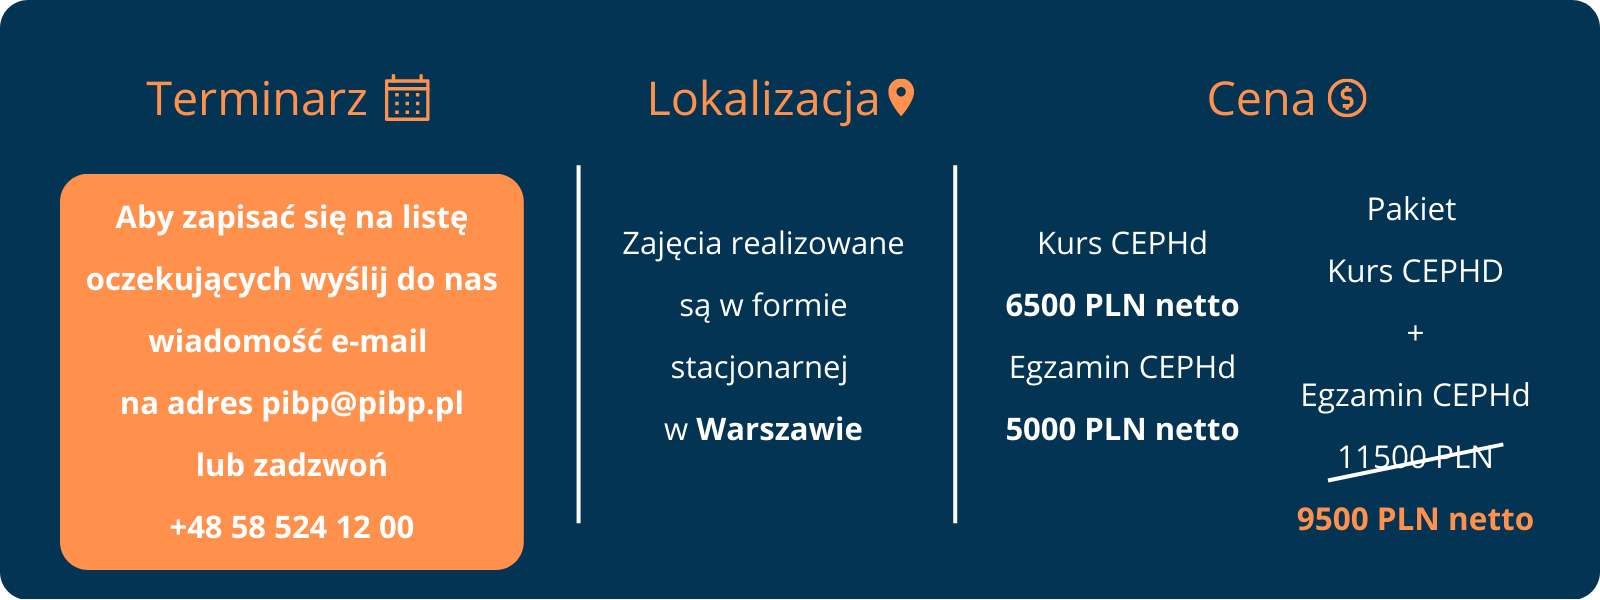 Terminarz
Aby zapisać się na listę
oczekujących wyślij do nas
wiadomość e-mail
na adres pibp@pibp.pl
lub zadzwoń
+48 58 524 12 00
Lokalizacja
Zajęcia realizowane
są w formie
stacjonarnej
w Warszawie
Cena
Kurs CEPHd
6500 PLN netto
Egzamin CEPHd
5000 PLN netto
Pakiet
Kurs CEPHD
+
Egzamin CEPHd
11500 PLN
9500 PLN netto